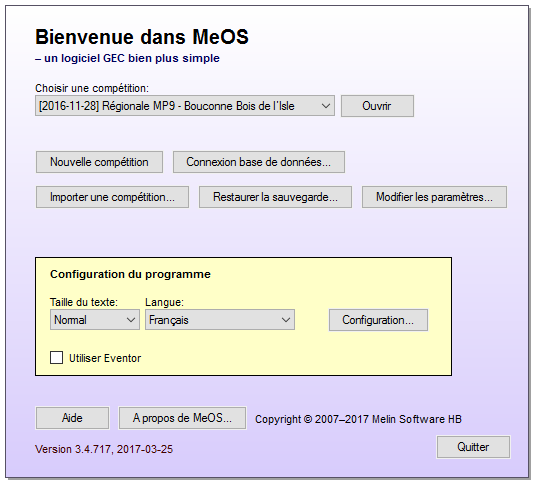 Bienvenue dans MeOS
– un logiciel GEC bien plus simple
Choisir une compétition:
[2016-11-28] Régionale MP9 - Bouconne Bois de l'Isle
Ouvrir
Nouvelle compétition
Connexion base de données...
Importer une compétition...
Restaurer la sauvegarde...
Modifier les paramètres...
Configuration du programme
Taille du texte:
Langue:
Normal
Français
Configuration...
Utiliser Eventor
Aide
A propos de MeOS...
Copyright © 2007–2017 Melin Software HB
Version 3.4.717, 2017-03-25
Quitter